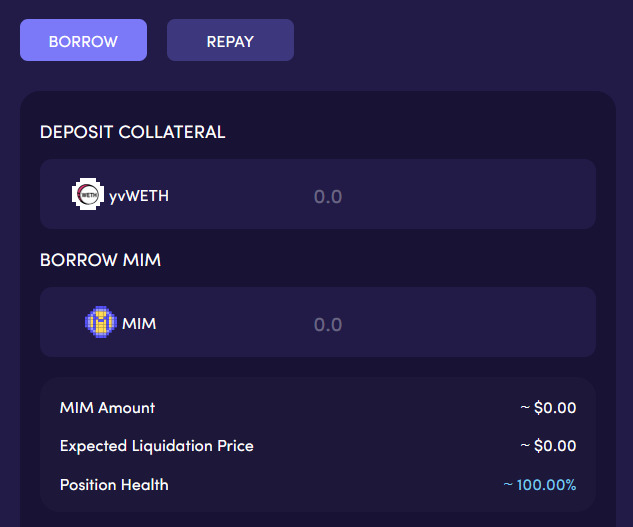 BORROW REPAY
DEPOSIT COLLATERAL
WETH yvWETH 0.0
BORROW MIM
MIM 0.0
MIM Amount ~ $0.00
Expected Liquidation Price ~ $0.00
Position Health ~ 100.00%